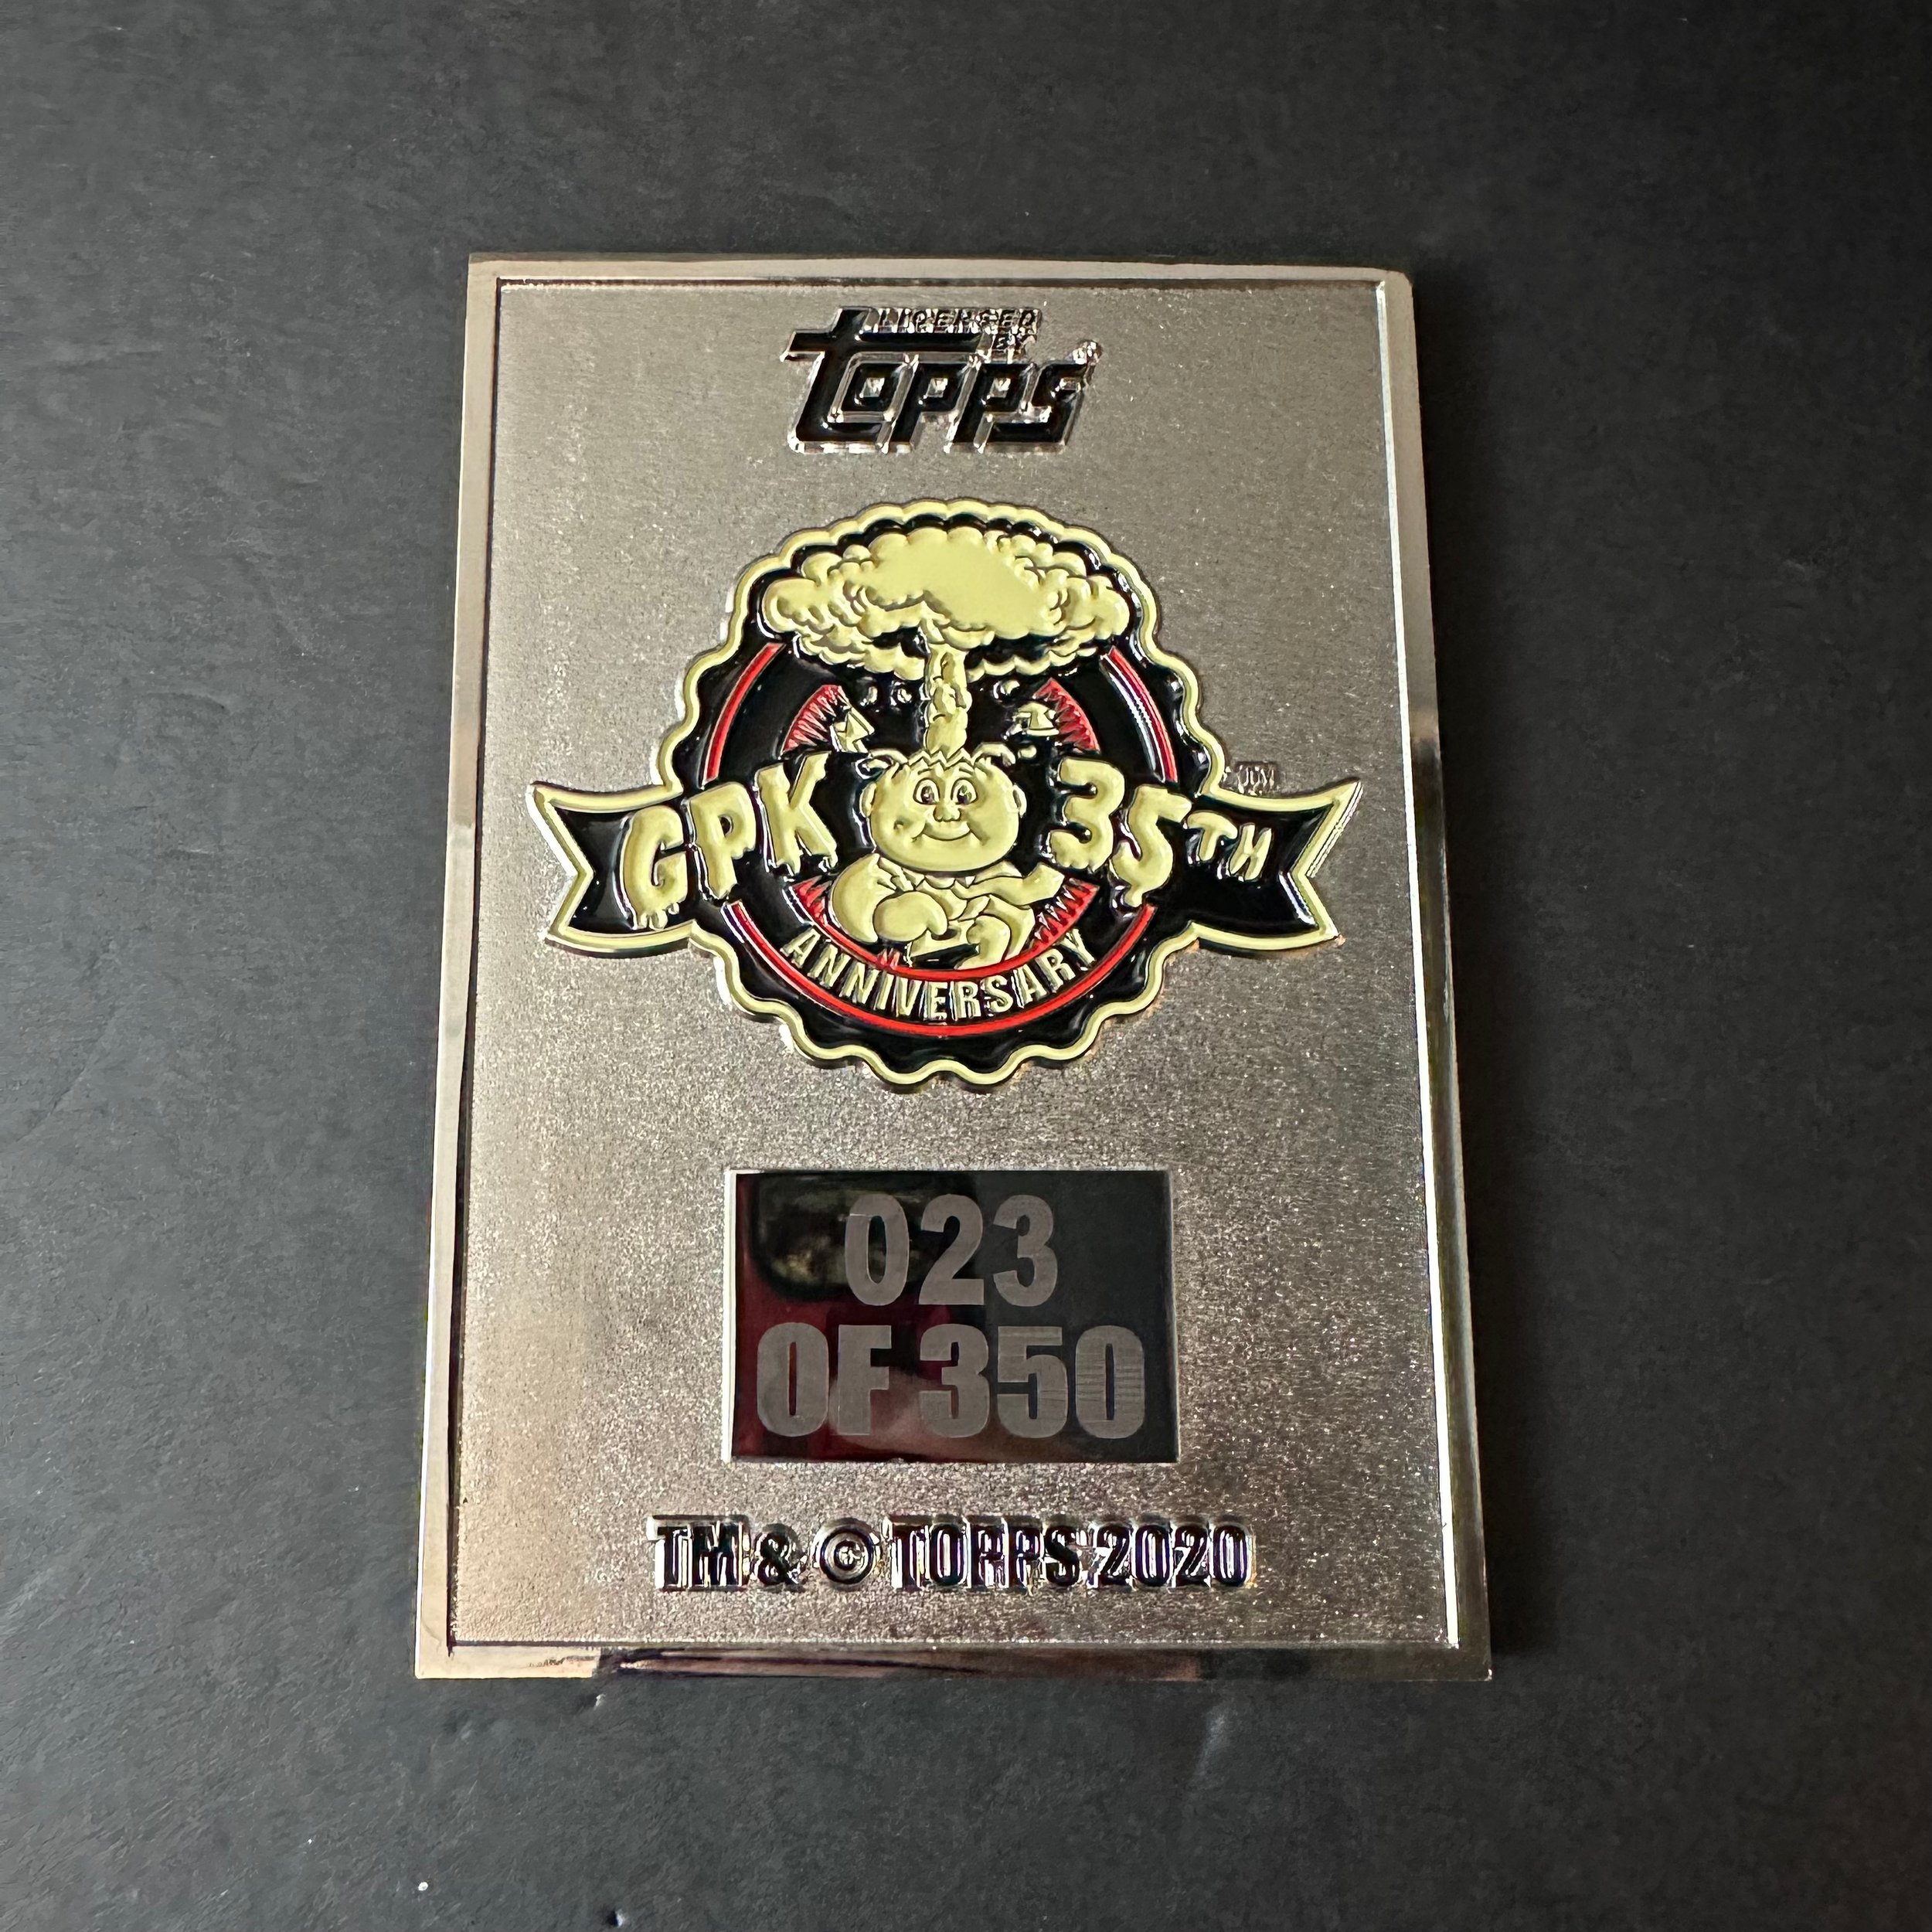 LICENSED
BY
topps®
GPK 35TH
TM
ANNIVERSARY
023
OF 350
TM & © TOPPS 2020